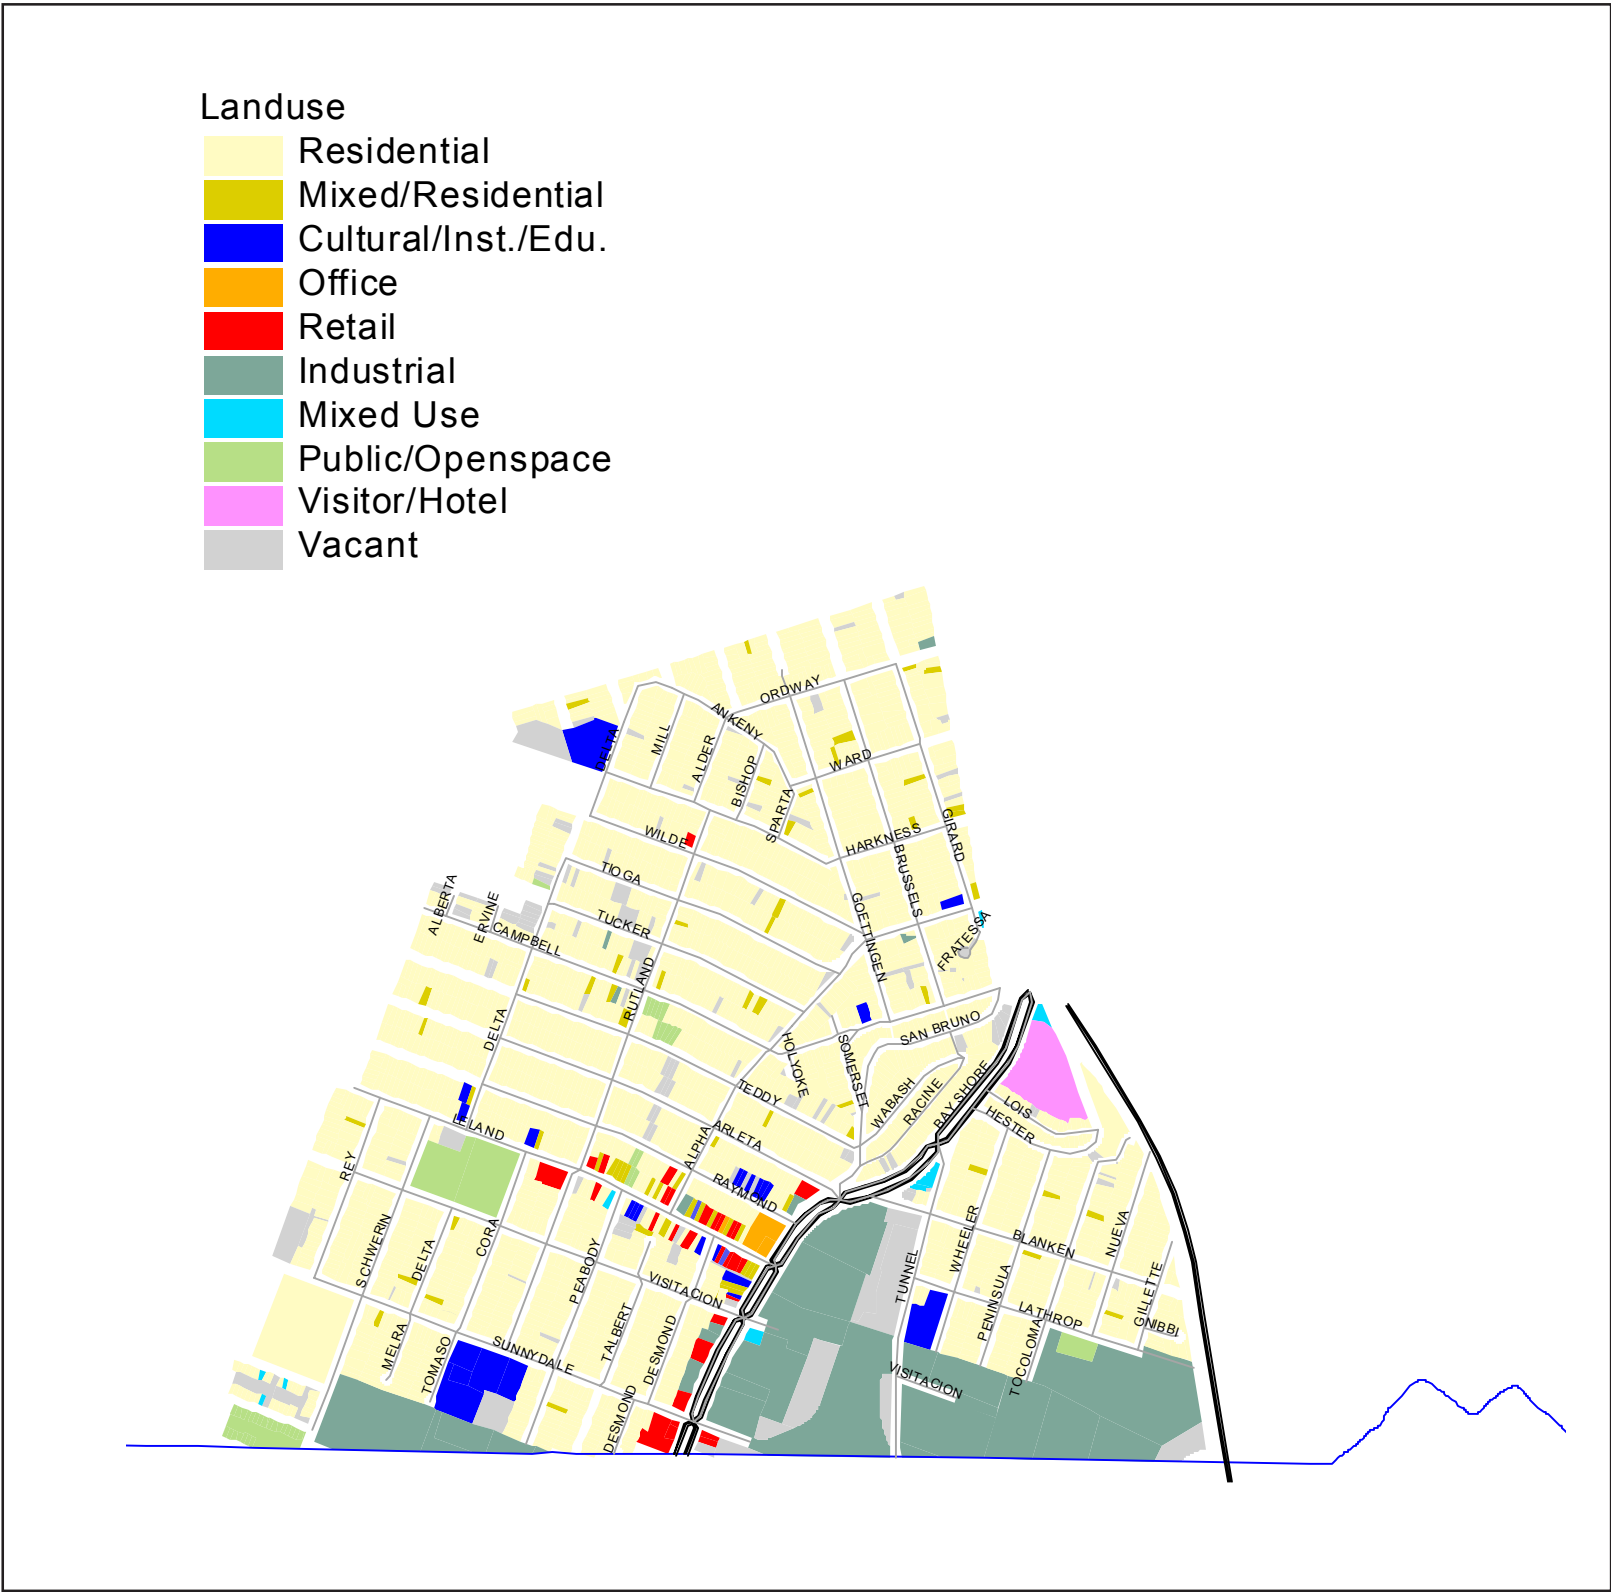 Landuse
Residential
Mixed/Residential
Cultural/Inst./Edu.
Office
Retail
Industrial
Mixed Use
Public/Openspace
Visitor/Hotel
Vacant
ORDWAY
ANKENY
MILL
DELTA
ALDER
WARD
BISHOP
SPARTA
GIRARD
WILDE
HARKNESS
BRUSSELS
TIOGA
ALBERTA
ERVINE
GOETTINGEN
TUCKER
CAMPBELL
FRATESSA
RUTLAND
DELTA
SAN BRUNO
HOLYOKE
SOMERSET
TEDDY
WABASH
RACINE
BAY SHORE
LOIS
HESTER
LELAND
ARLETA
ALPHA
REY
RAYMOND
SCHWERIN
DELTA
CORA
PEABODY
WHEELER
BLANKEN
NUEVA
VISITACION
TUNNEL
GILLETTE
PENINSULA
LATHROP
GNIBBI
MELRA
TOMASO
SUNNYDALE
TALBERT
DESMOND
TOCOLOMA
VISITACION
DESMOND